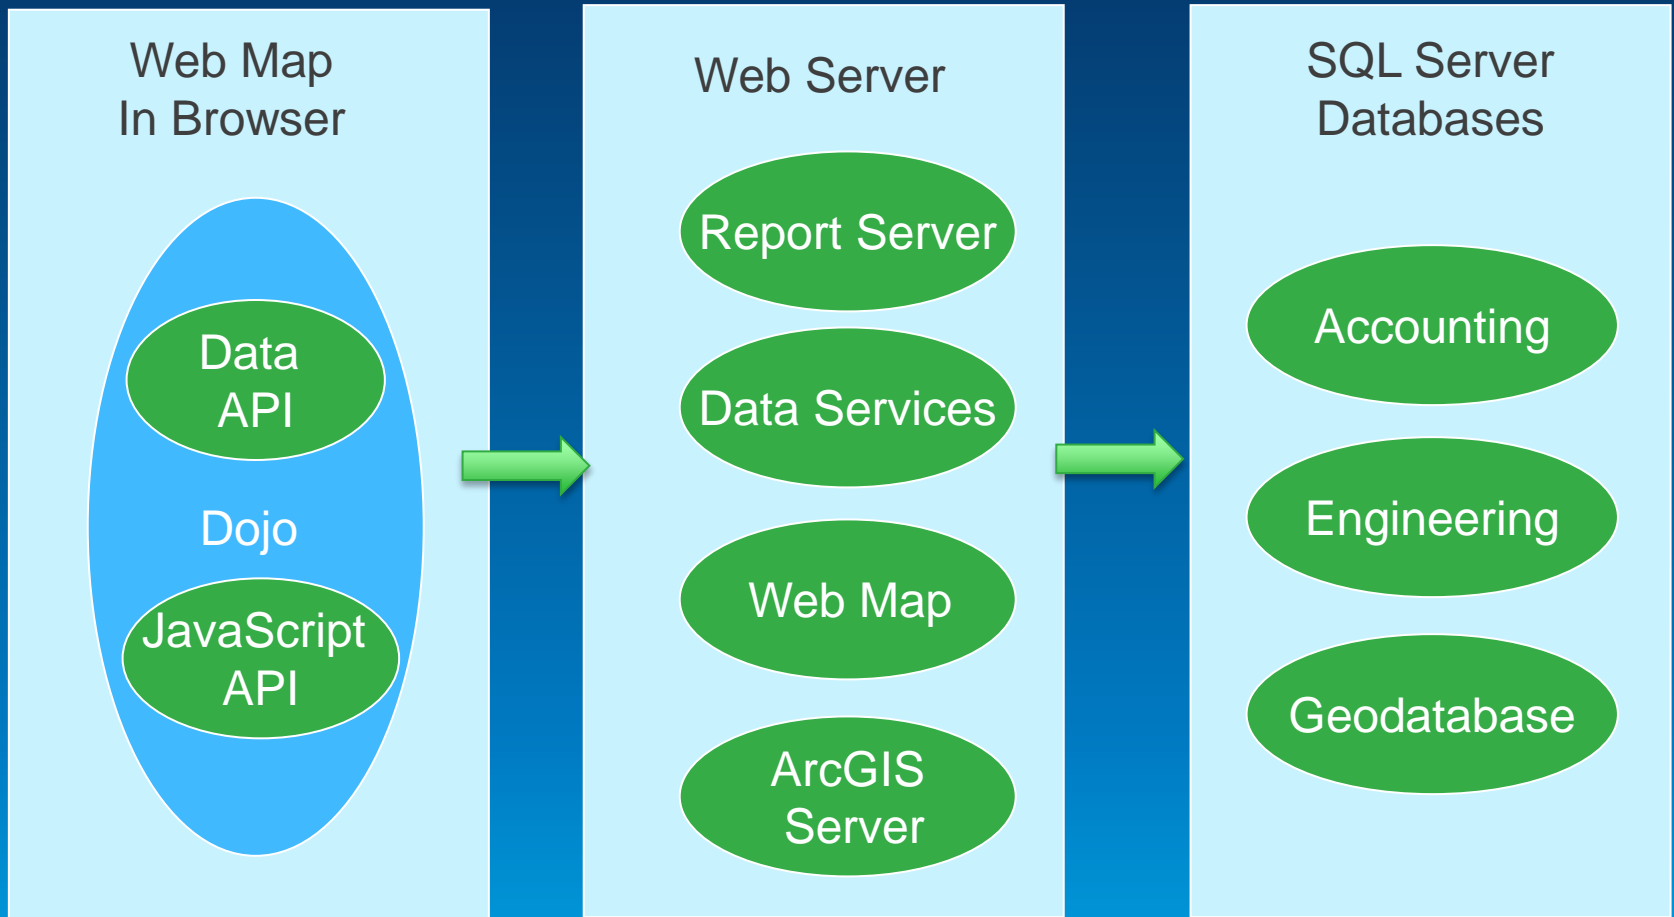 Web Map
In Browser
Data
API
Dojo
JavaScript
API
Web Server
Report Server
Data Services
Web Map
ArcGIS
Server
SQL Server
Databases
Accounting
Engineering
Geodatabase